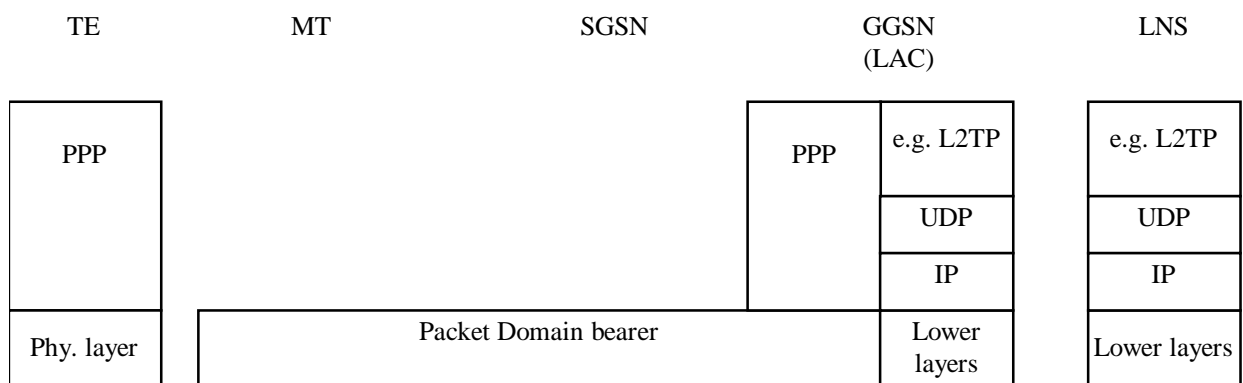 TE MT SGSN GGSN LNS
(LAC)
PPP PPP e.g. L2TP e.g. L2TP
UDP UDP
IP IP
Phy. layer Packet Domain bearer Lower Lower layers
layers